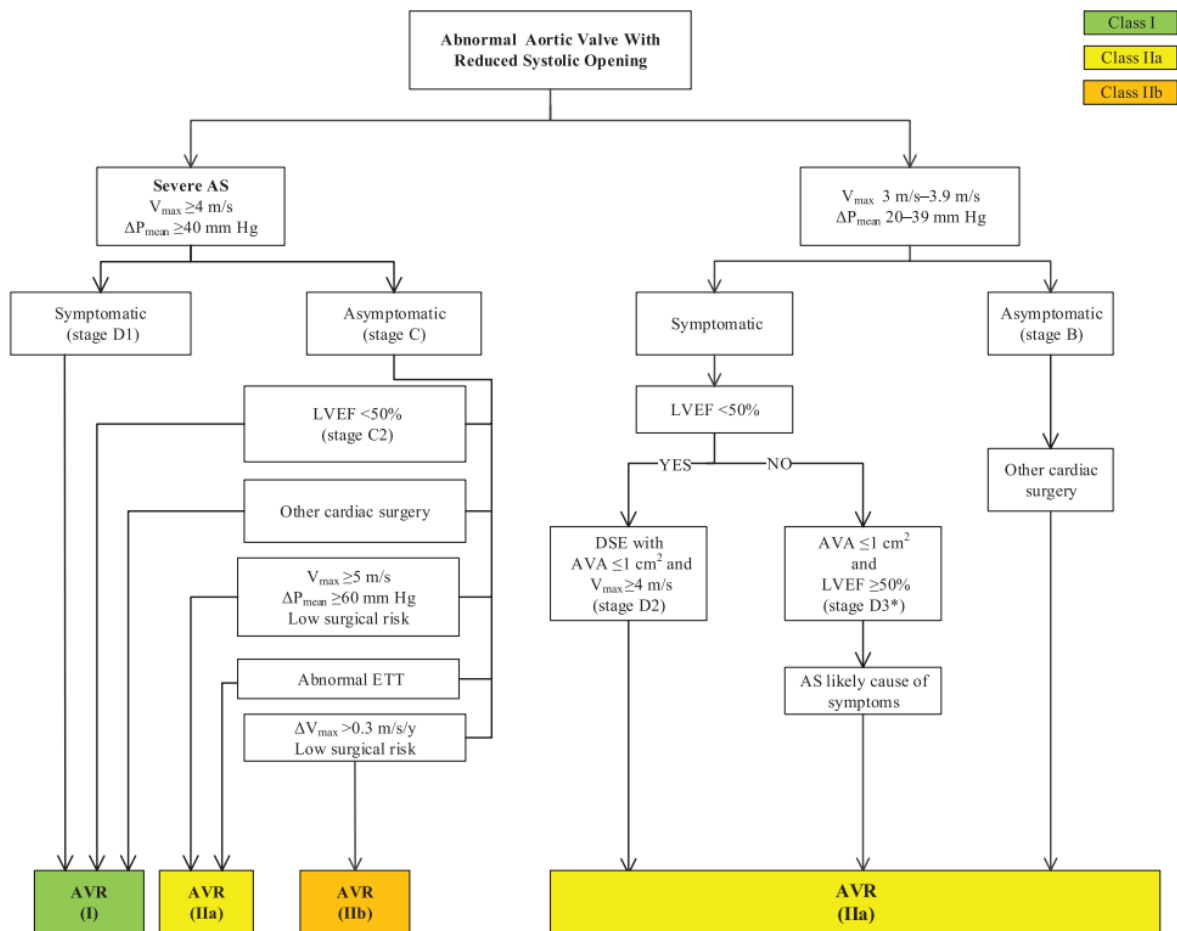 Abnormal Aortic Valve With
Reduced Systolic Opening
Class I
Class IIa
Class IIb
Severe AS
Vmax ≥4 m/s
ΔPmean ≥40 mm Hg
Vmax 3 m/s–3.9 m/s
ΔPmean 20–39 mm Hg
Symptomatic
(stage D1)
Asymptomatic
(stage C)
Symptomatic
Asymptomatic
(stage B)
LVEF <50%
(stage C2)
LVEF <50%
YES
NO
Other cardiac surgery
Other cardiac
surgery
Vmax ≥5 m/s
ΔPmean ≥60 mm Hg
Low surgical risk
DSE with
AVA ≤1 cm²and
Vmax ≥4 m/s
(stage D2)
AVA ≤1 cm²
and
LVEF ≥50%
(stage D3*)
Abnormal ETT
AS likely cause of
symptoms
ΔVmax >0.3 m/s/y
Low surgical risk
AVR
(I)
AVR
(IIa)
AVR
(IIb)
AVR
(IIa)